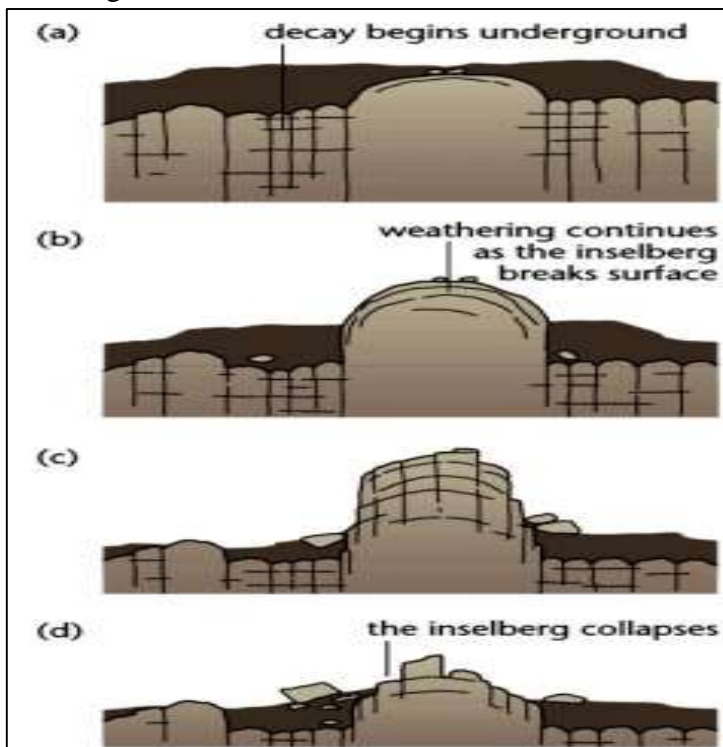 (a)
decay begins underground
(b)
weathering continues
as the inselberg
breaks surface
(c)
(d)
the inselberg collapses